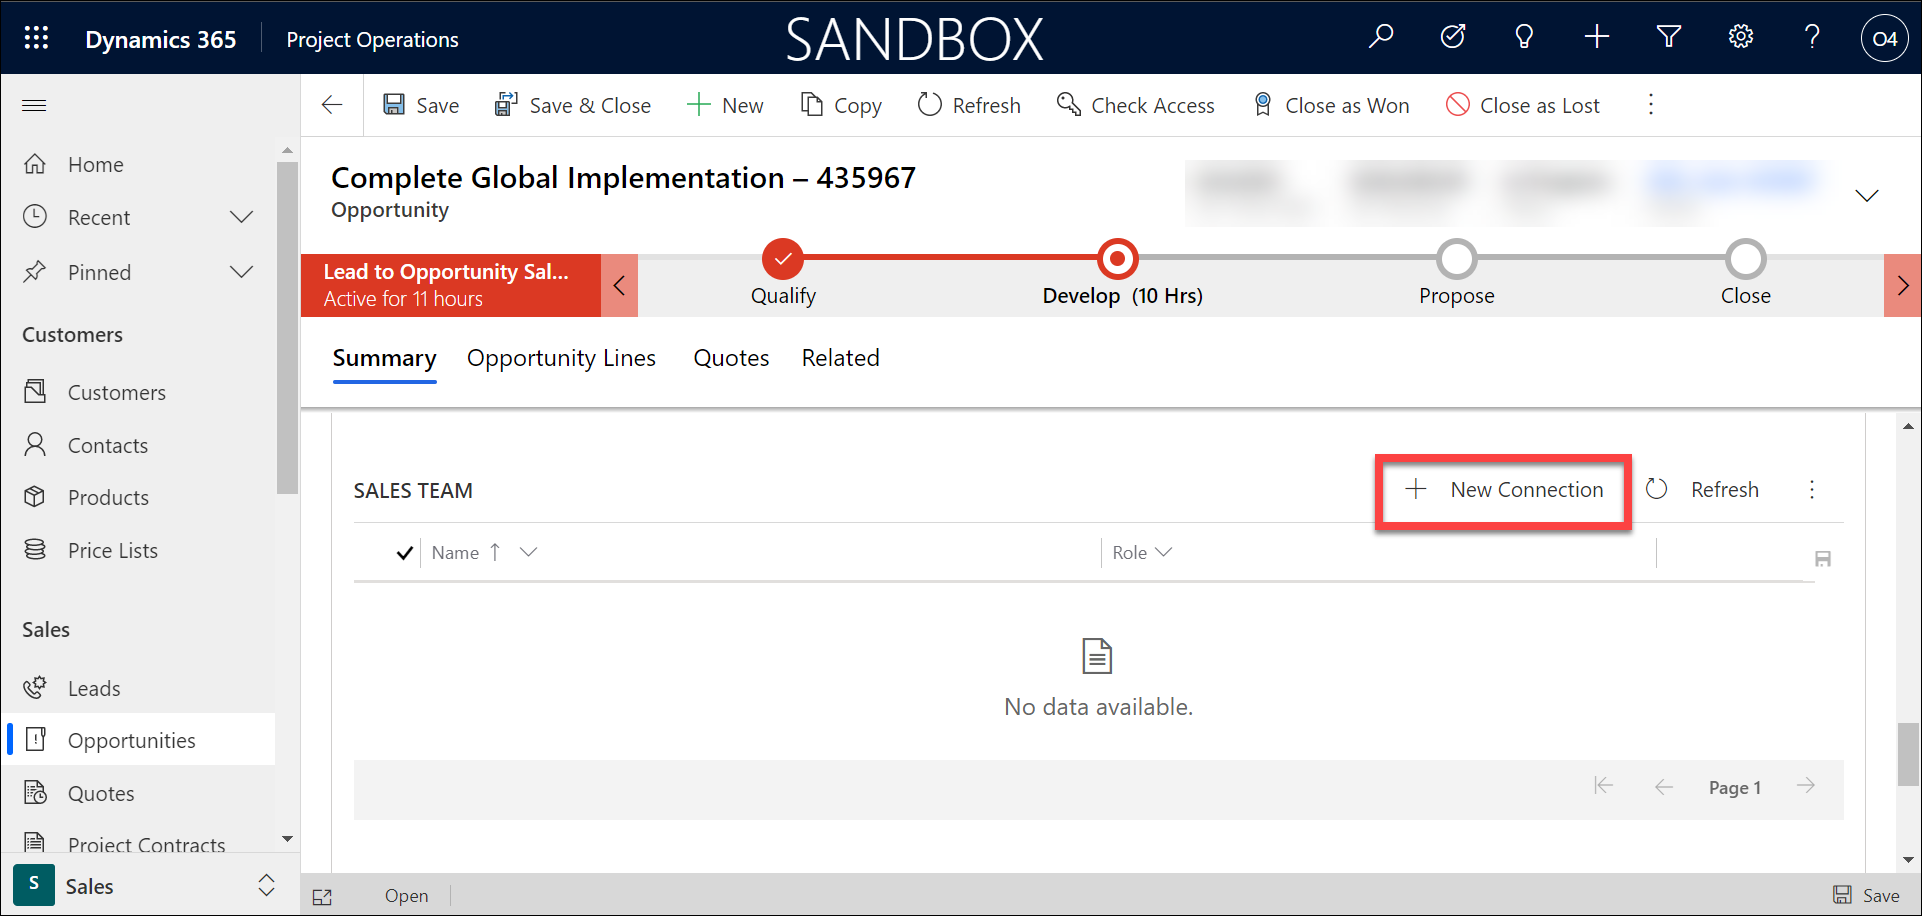 Dynamics 365
Project Operations
SANDBOX
O4
Save
Save & Close
New
Copy
Refresh
Check Access
Close as Won
Close as Lost
Home
Recent
Pinned
Customers
Customers
Contacts
Products
Price Lists
Sales
Leads
Opportunities
Quotes
Project Contracts
S
Sales
Complete Global Implementation – 435967
Opportunity
Lead to Opportunity Sal...
Active for 11 hours
Qualify
Develop (10 Hrs)
Propose
Close
Summary
Opportunity Lines
Quotes
Related
SALES TEAM
New Connection
Refresh
Name
Role
No data available.
Page 1
Open
Save